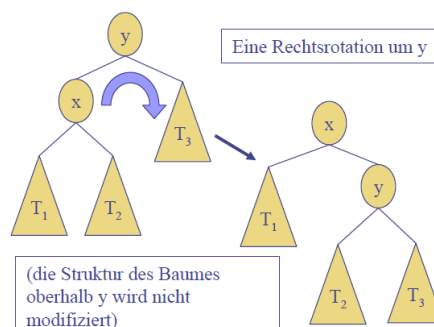 y
Eine Rechtsrotation um y
x
T3
x
T1
T2
y
T1
(die Struktur des Baumes
oberhalb y wird nicht
modifiziert)
T2
T3